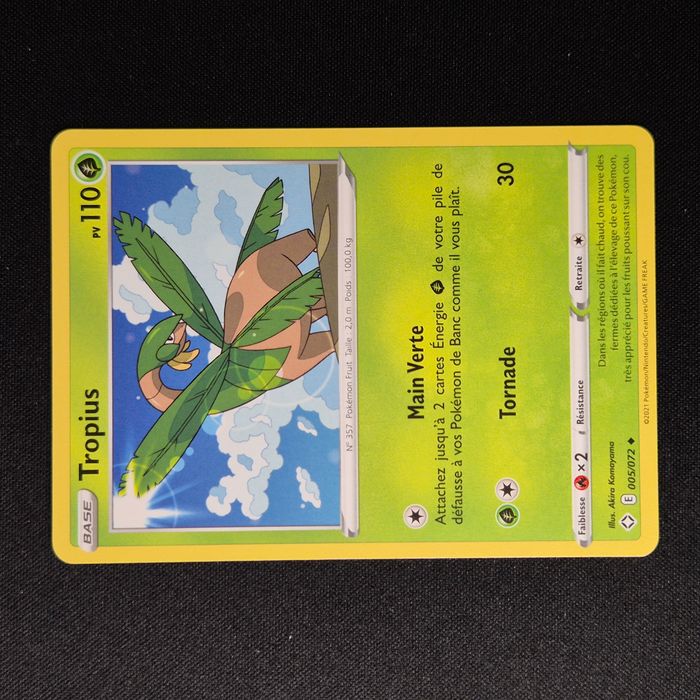 BASE
Tropius
PV 110
N° 357 Pokémon Fruit Taille : 2,0 m Poids : 100,0 kg
Main Verte
Attachez jusqu'à 2 cartes Énergie de votre pile de
défausse à vos Pokémon de Banc comme il vous plaît.
Tornade 30
Faiblesse ×2 Résistance Retraite
Illus. Akira Komayama
E 005/072
Dans les régions où il fait chaud, on trouve des
fermes dédiées à l'élevage de ce Pokémon,
très apprécié pour les fruits poussant sur son cou.
©2021 Pokémon/Nintendo/Creatures/GAME FREAK